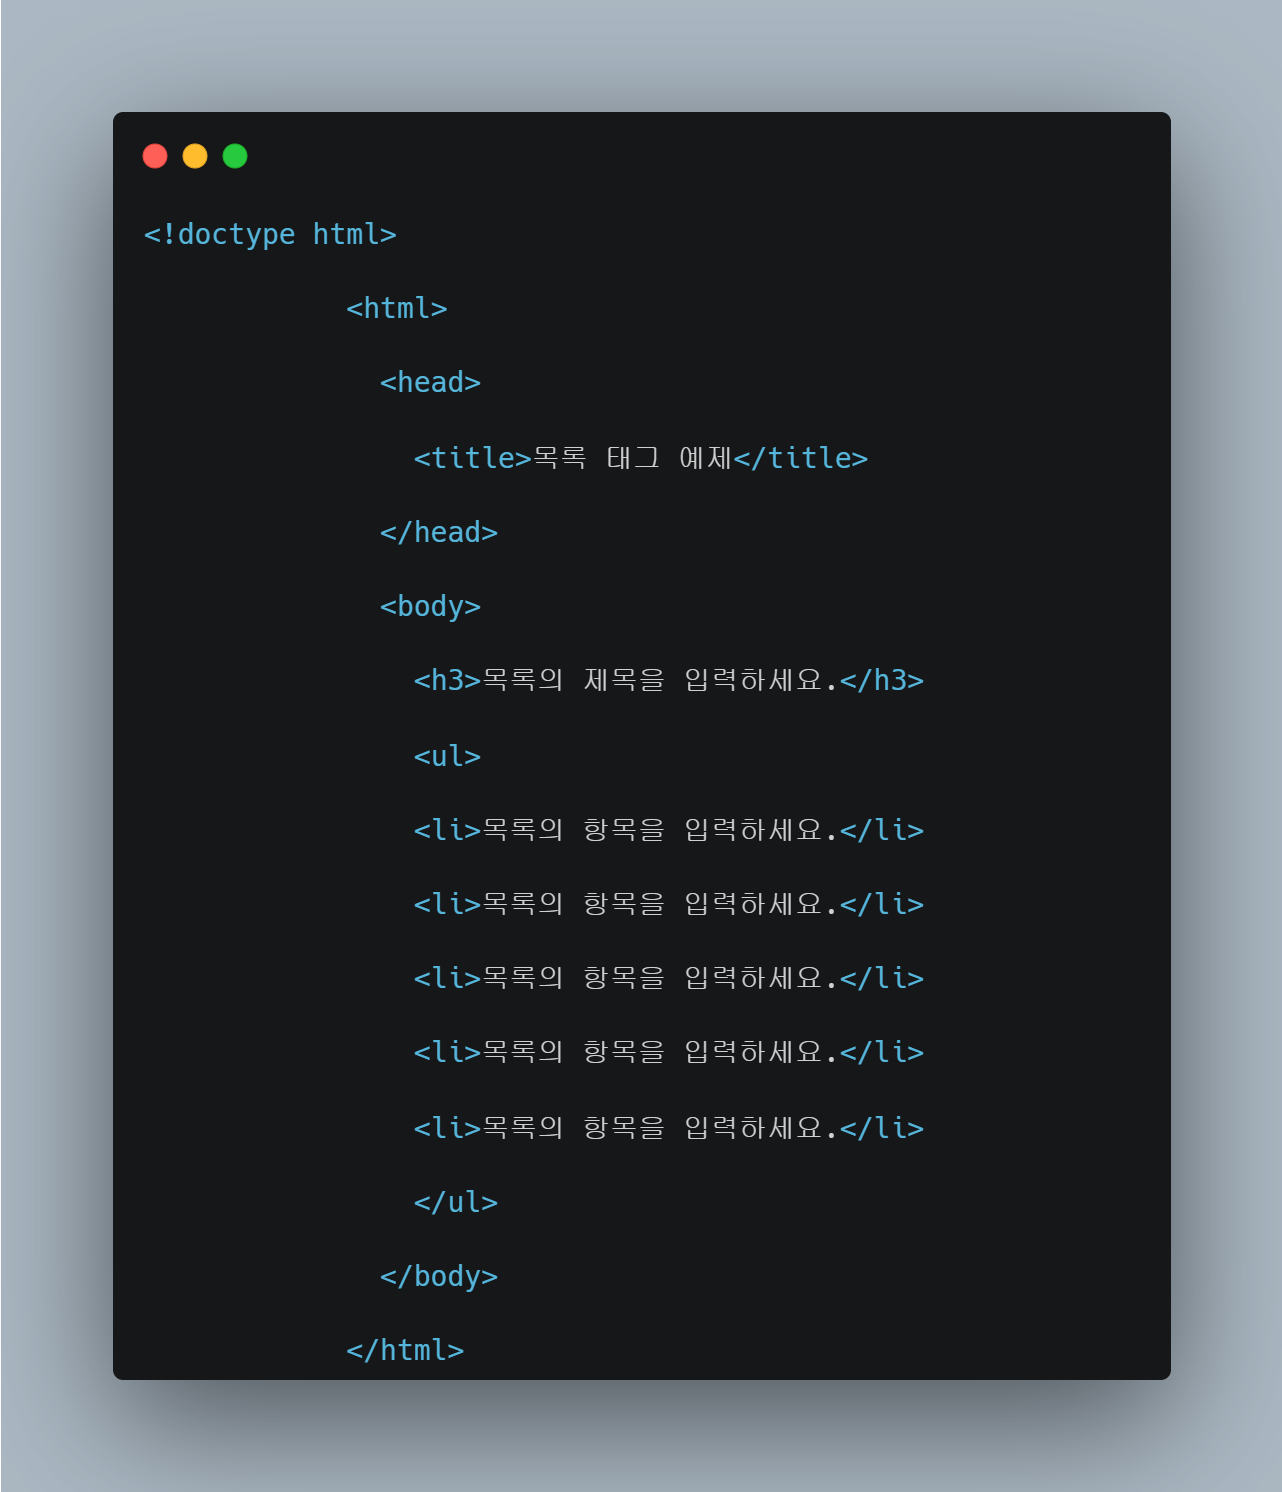 <!doctype html>
<html>
<head>
<title>목록 태그 예제</title>
</head>
<body>
<h3>목록의 제목을 입력하세요.</h3>
<ul>
<li>목록의 항목을 입력하세요.</li>
<li>목록의 항목을 입력하세요.</li>
<li>목록의 항목을 입력하세요.</li>
<li>목록의 항목을 입력하세요.</li>
<li>목록의 항목을 입력하세요.</li>
</ul>
</body>
</html>